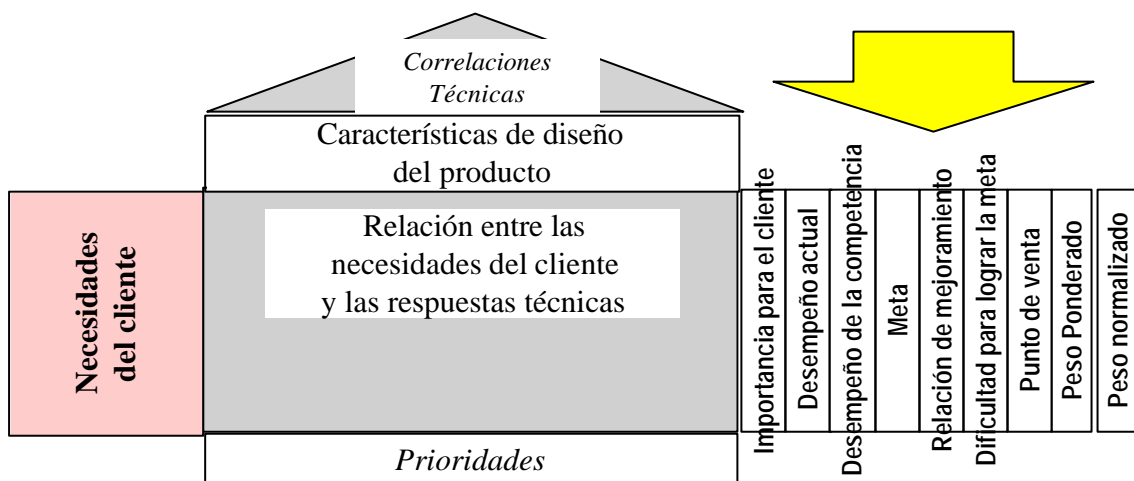 Correlaciones
Técnicas
Características de diseño
del producto
Necesidades
del cliente
Relación entre las
necesidades del cliente
y las respuestas técnicas
Importancia para el cliente
Desempeño actual
Desempeño de la competencia
Meta
Relación de mejoramiento
Dificultad para lograr la meta
Punto de venta
Peso Ponderado
Peso normalizado
Prioridades